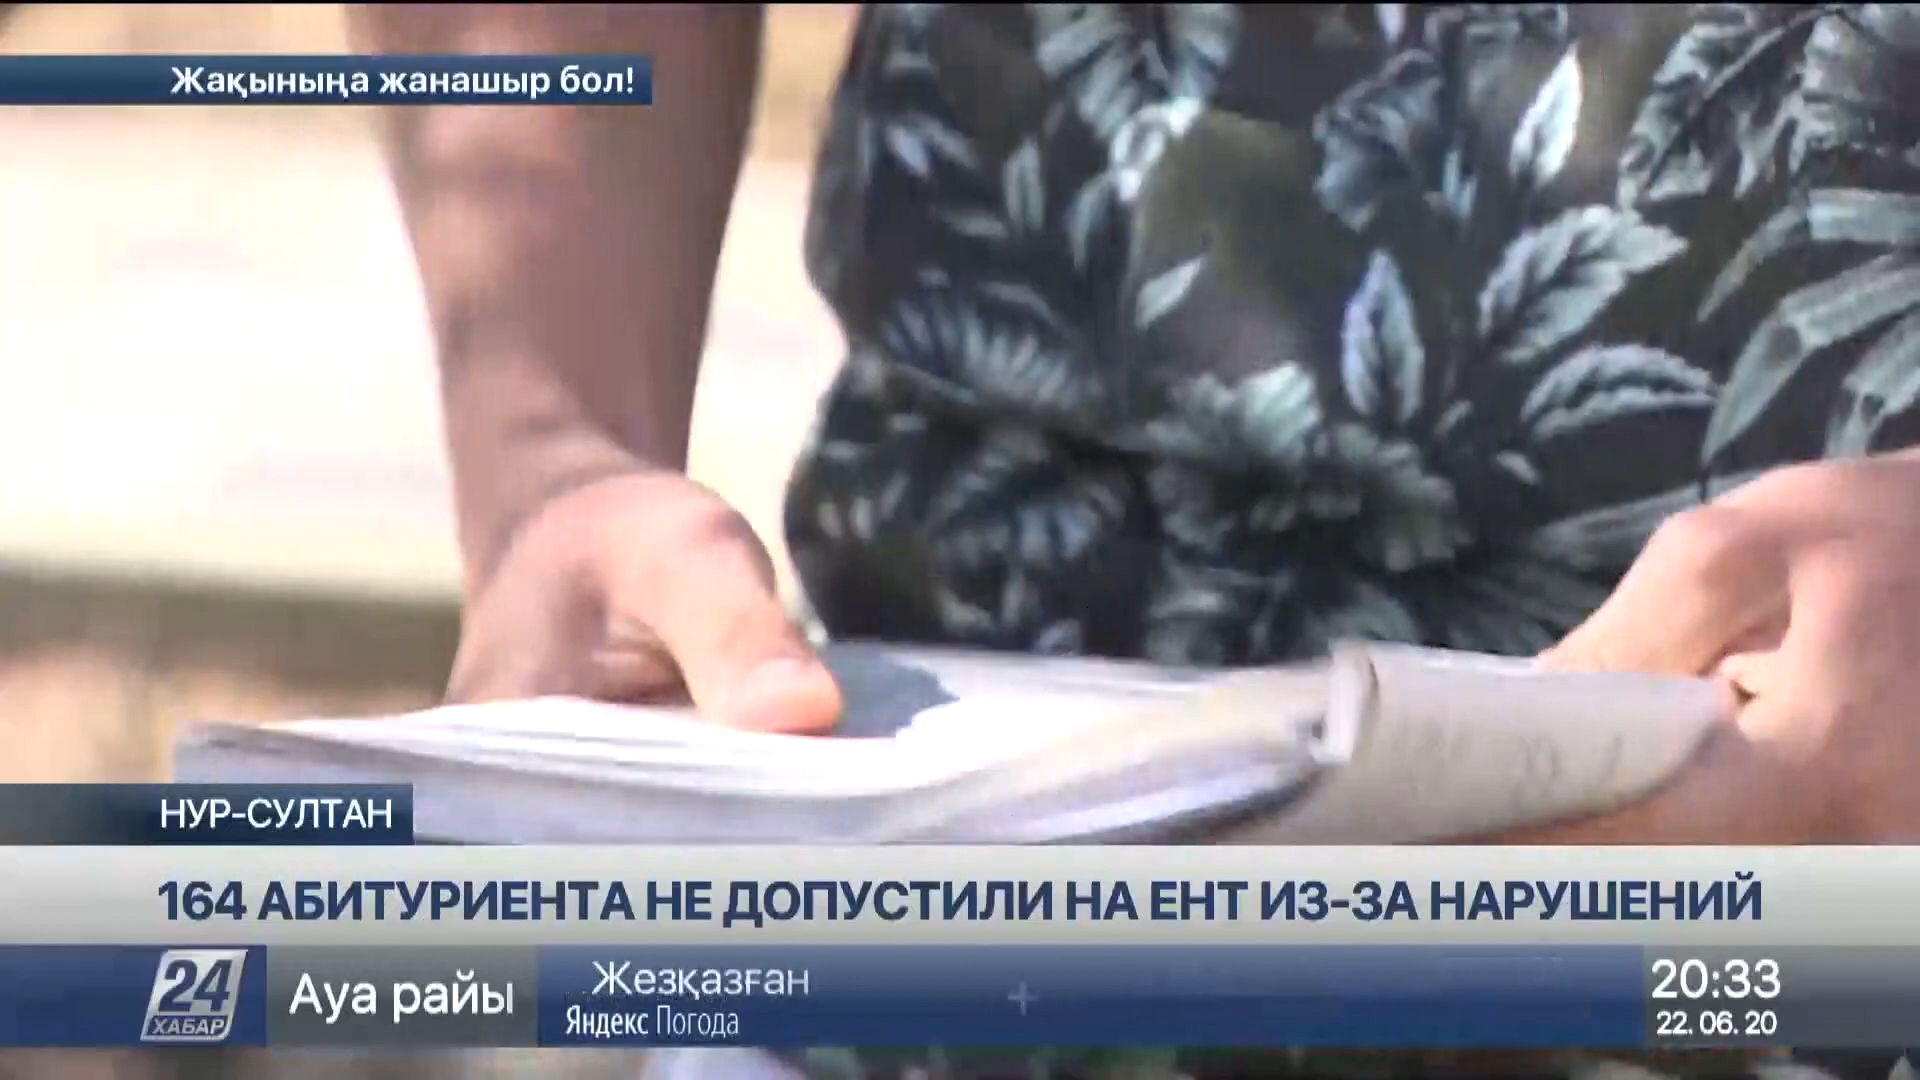 Жақыныңа жанашыр бол!
НУР-СУЛТАН
164 АБИТУРИЕНТА НЕ ДОПУСТИЛИ НА ЕНТ ИЗ-ЗА НАРУШЕНИЙ
24
ХАБАР
Ауа райы
Жезқазған
Яндекс Погода
+
20:33
22. 06. 20